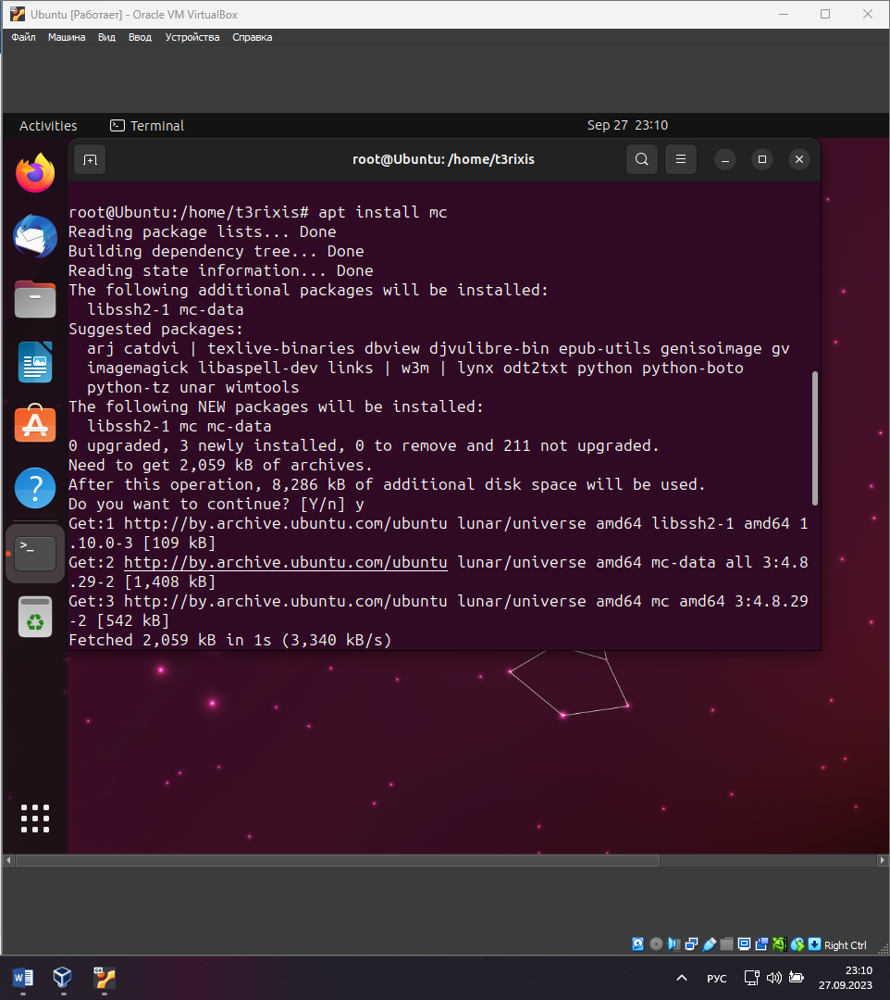 Ubuntu [Работает] - Oracle VM VirtualBox
Файл Машина Вид Ввод Устройства Справка
Activities Terminal Sep 27 23:10
root@Ubuntu: /home/t3rixis
root@Ubuntu:/home/t3rixis# apt install mc
Reading package lists... Done
Building dependency tree... Done
Reading state information... Done
The following additional packages will be installed:
libssh2-1 mc-data
Suggested packages:
arj catdvi | texlive-binaries dbview djvulibre-bin epub-utils genisoimage gv
imagemagick libaspell-dev links | w3m | lynx odt2txt python python-boto
python-tz unar wimtools
The following NEW packages will be installed:
libssh2-1 mc mc-data
0 upgraded, 3 newly installed, 0 to remove and 211 not upgraded.
Need to get 2,059 kB of archives.
After this operation, 8,286 kB of additional disk space will be used.
Do you want to continue? [Y/n] y
Get:1 http://by.archive.ubuntu.com/ubuntu lunar/universe amd64 libssh2-1 amd64 1
.10.0-3 [109 kB]
Get:2 http://by.archive.ubuntu.com/ubuntu lunar/universe amd64 mc-data all 3:4.8
.29-2 [1,408 kB]
Get:3 http://by.archive.ubuntu.com/ubuntu lunar/universe amd64 mc amd64 3:4.8.29
-2 [542 kB]
Fetched 2,059 kB in 1s (3,340 kB/s)
Right Ctrl
РУС
23:10
27.09.2023